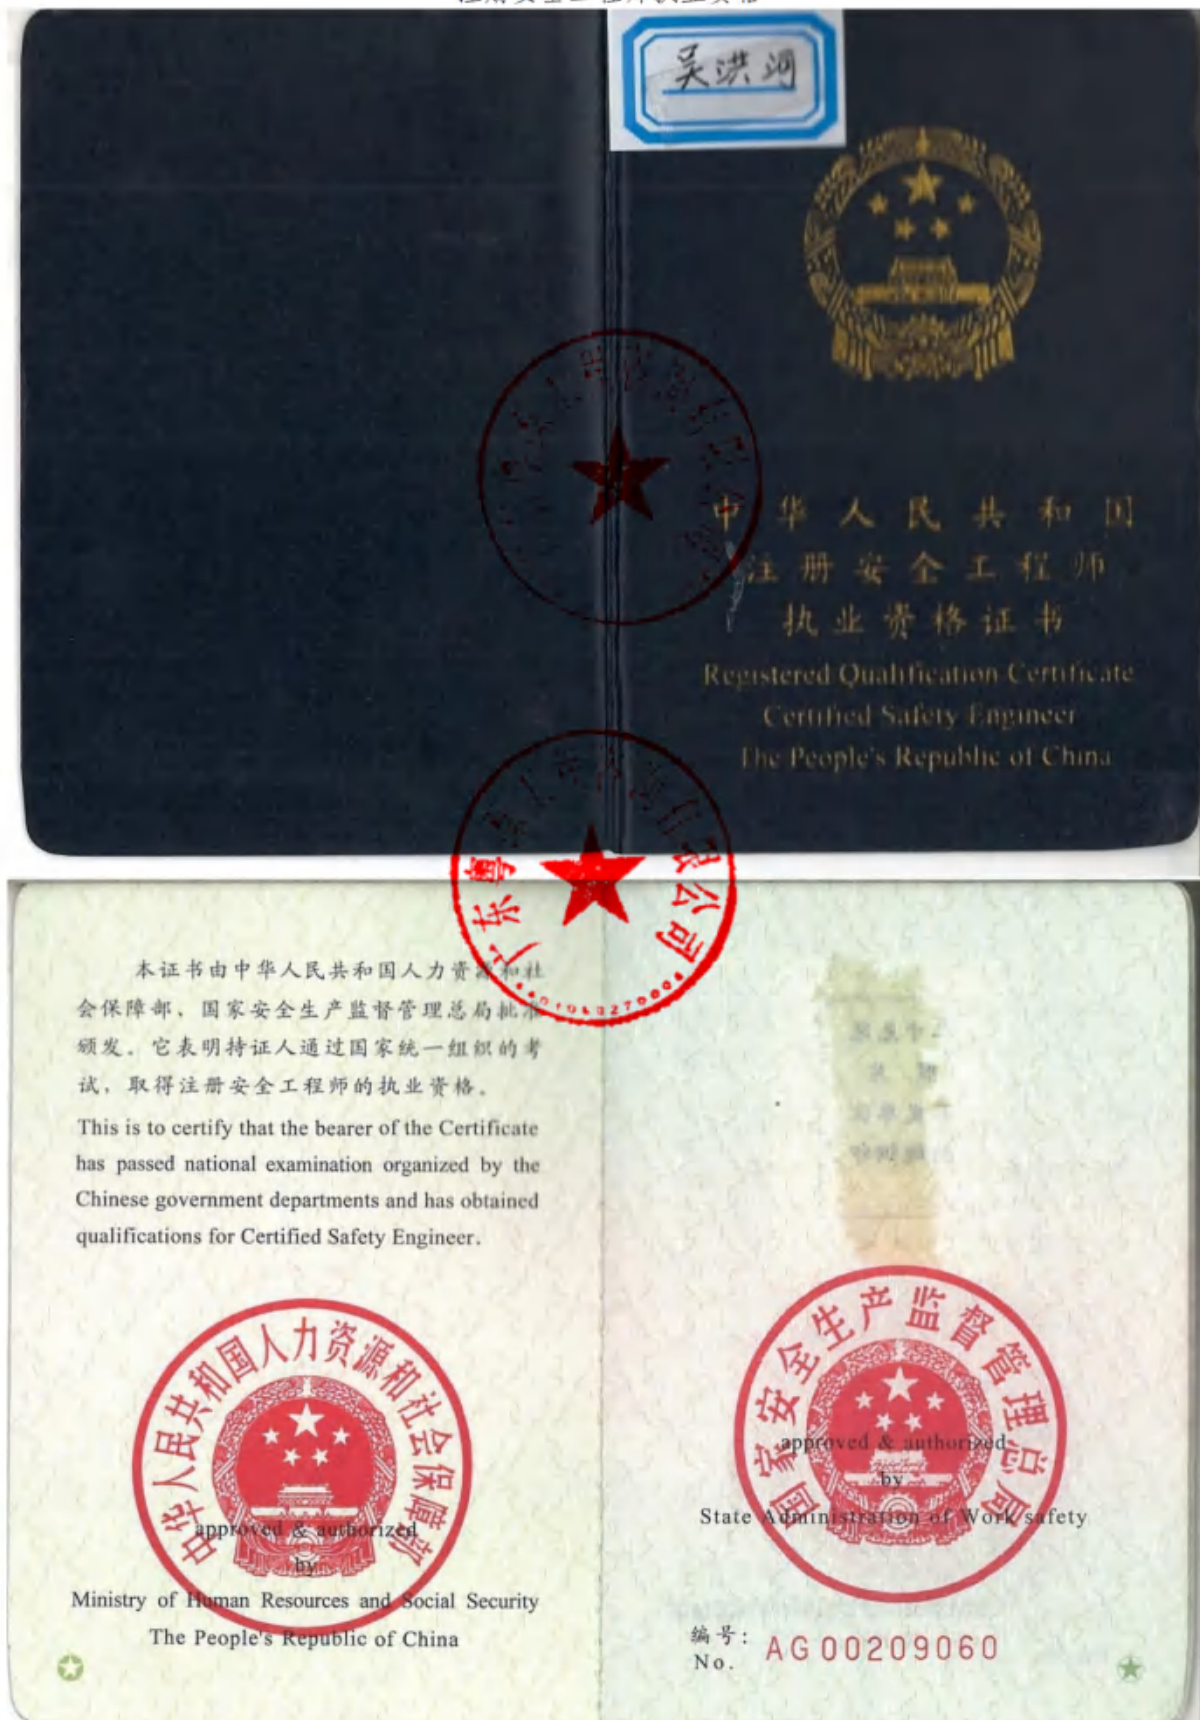 吴洪河
中华人民共和国
注册安全工程师
执业资格证书
Registered Qualification Certificate
Certified Safety Engineer
The People's Republic of China
广东粤
限公司
本证书由中华人民共和国人力资源和社
会保障部、国家安全生产监督管理总局批准
颁发。它表明持证人通过国家统一组织的考
试，取得注册安全工程师的执业资格。
This is to certify that the bearer of the Certificate
has passed national examination organized by the
Chinese government departments and has obtained
qualifications for Certified Safety Engineer.
中华人民共和国人力资源和社会保障部
approved & authorized
by
Ministry of Human Resources and Social Security
The People's Republic of China
国家安全生产监督管理总局
approved & authorized
by
State Administration of Work safety
编号：
No.
AG00209060